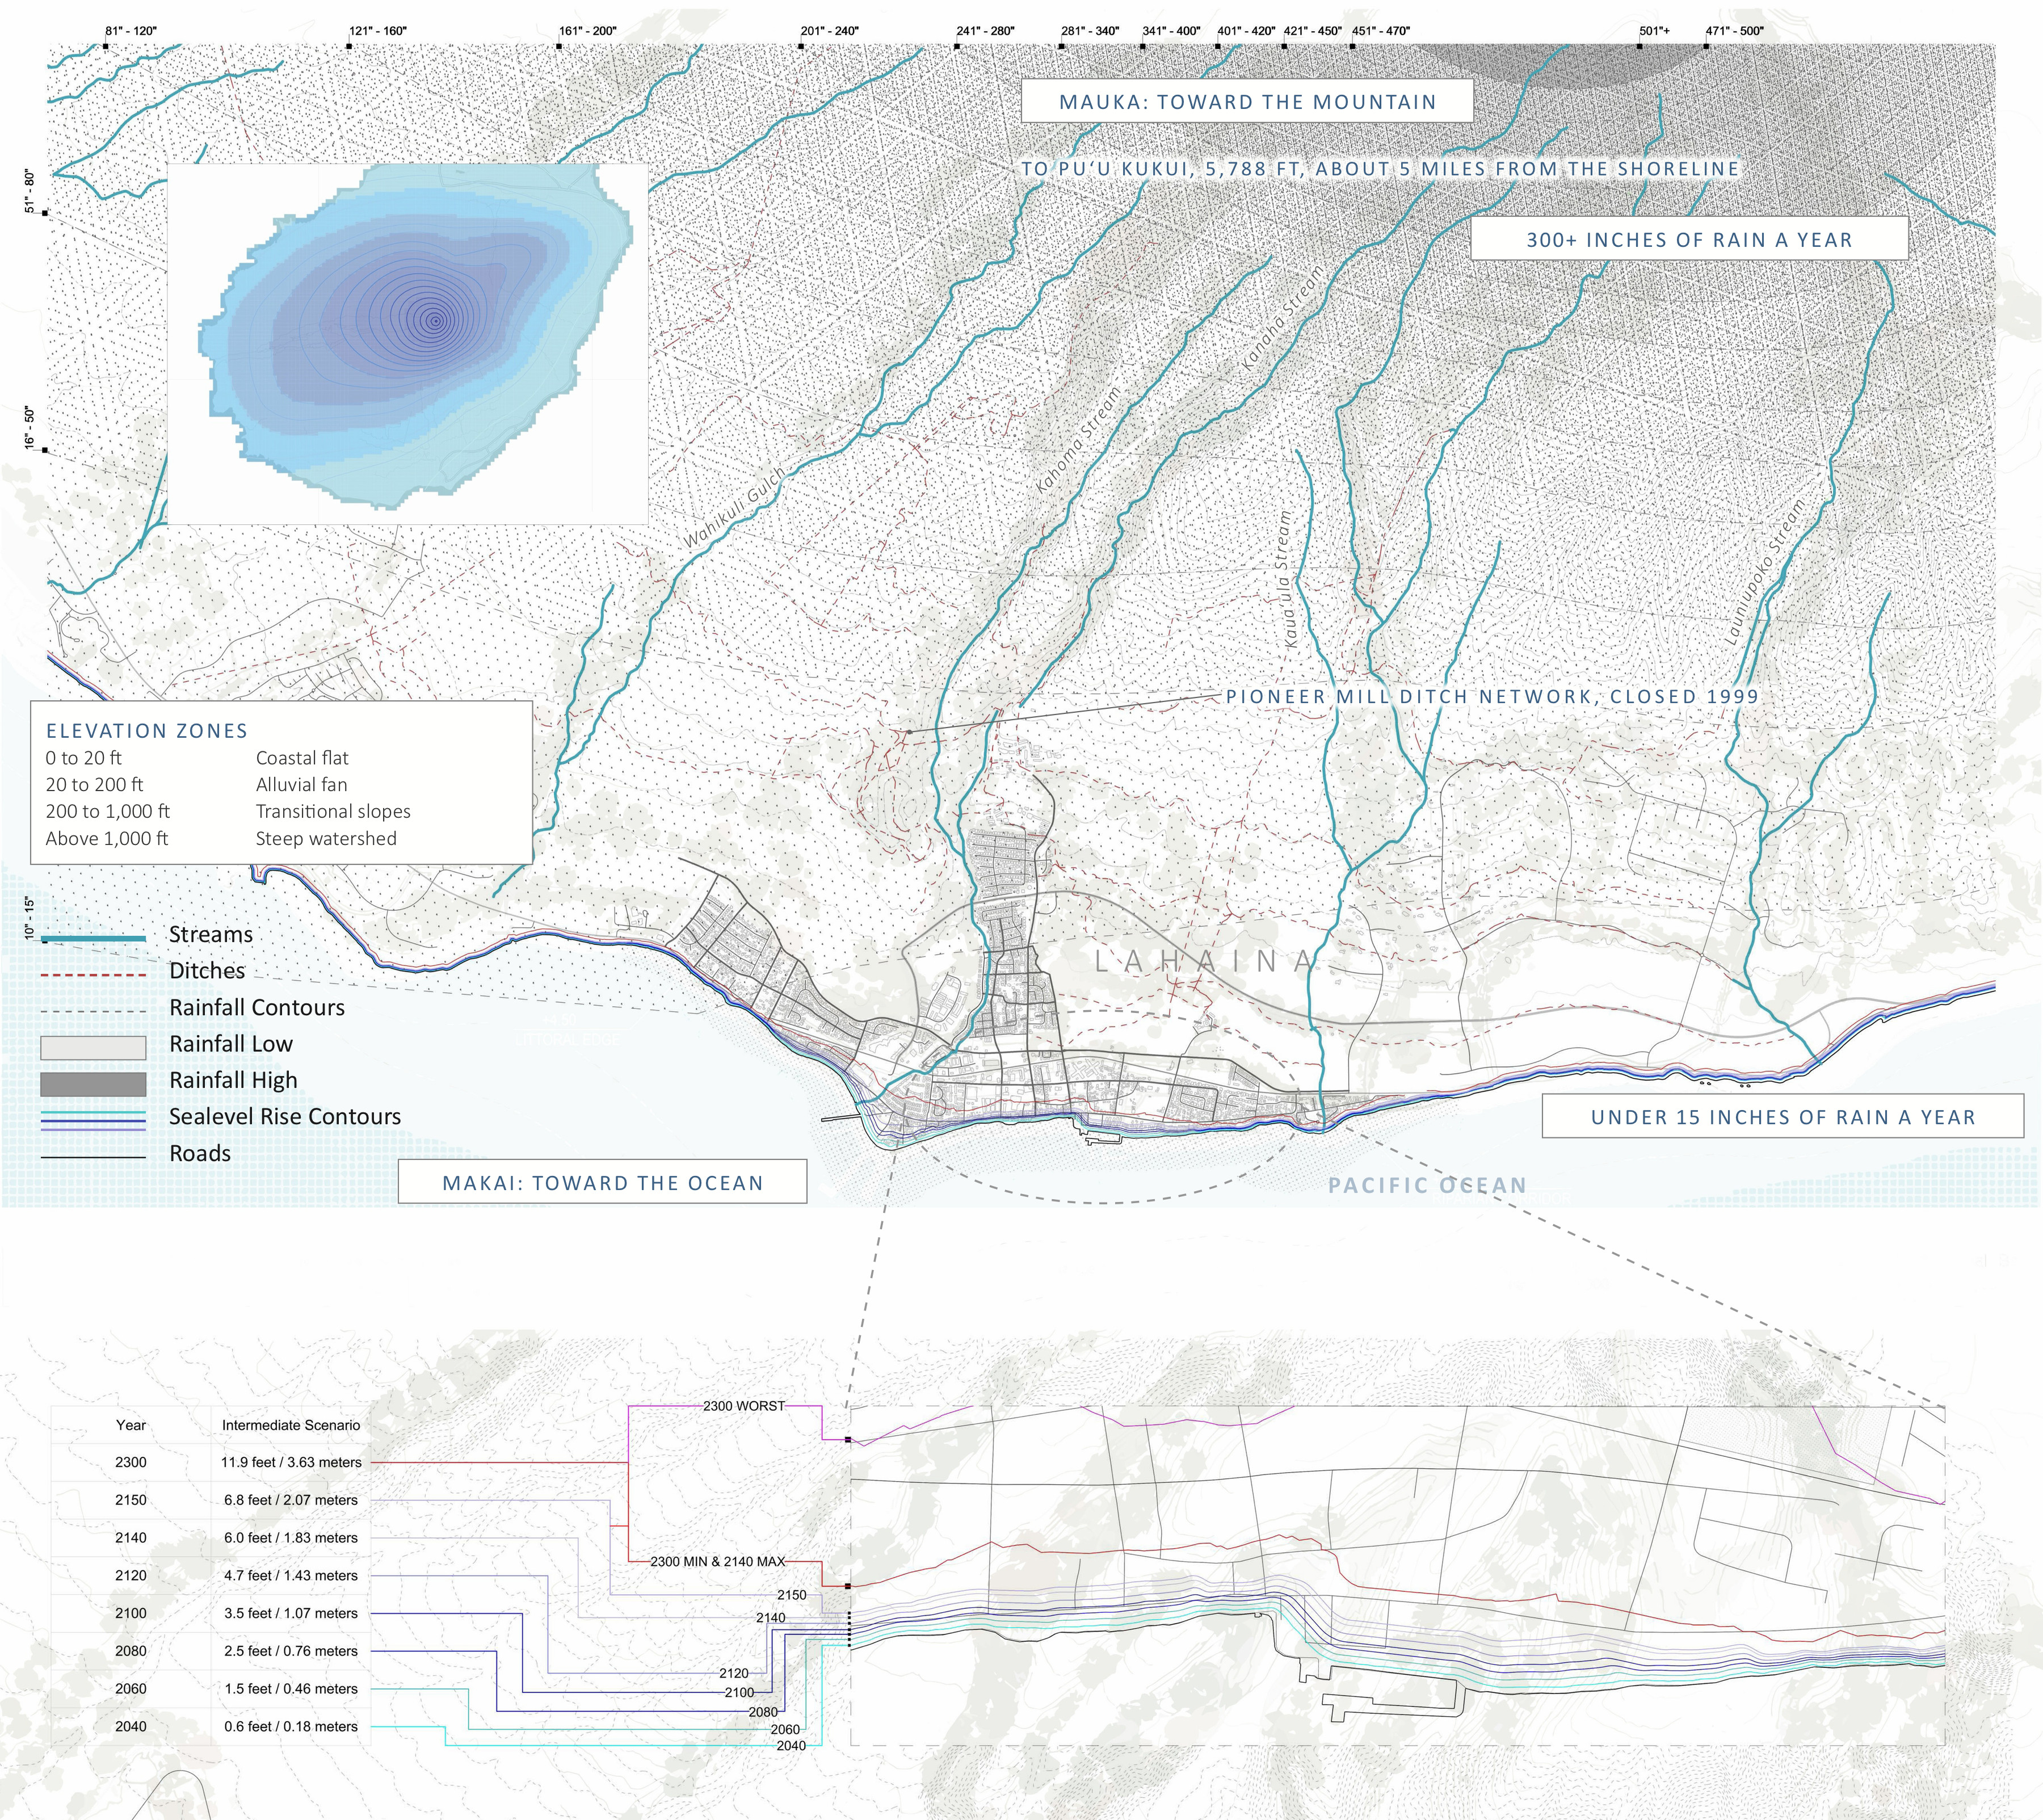 81" - 120"
121" - 160"
161" - 200"
201" - 240"
241" - 280"
281" - 340"
341" - 400"
401" - 420"
421" - 450"
451" - 470"
501"+
471" - 500"
MAUKA: TOWARD THE MOUNTAIN
TO PUʻU KUKUI, 5,788 FT, ABOUT 5 MILES FROM THE SHORELINE
51" - 80"
300+ INCHES OF RAIN A YEAR
Kanaha Stream
Kahoma Stream
16" - 50"
Wahikuli Gulch
Kaua ula Stream
Launiupoko Stream
PIONEER MILL DITCH NETWORK, CLOSED 1999
ELEVATION ZONES
0 to 20 ft Coastal flat
20 to 200 ft Alluvial fan
200 to 1,000 ft Transitional slopes
Above 1,000 ft Steep watershed
10" - 15"
LAHAINA
Streams
Ditches
Rainfall Contours
Rainfall Low
Rainfall High
Sealevel Rise Contours
Roads
UNDER 15 INCHES OF RAIN A YEAR
MAKAI: TOWARD THE OCEAN
PACIFIC OCEAN
Year Intermediate Scenario
2300 11.9 feet / 3.63 meters
2150 6.8 feet / 2.07 meters
2140 6.0 feet / 1.83 meters
2120 4.7 feet / 1.43 meters
2100 3.5 feet / 1.07 meters
2080 2.5 feet / 0.76 meters
2060 1.5 feet / 0.46 meters
2040 0.6 feet / 0.18 meters
2300 WORST
2300 MIN & 2140 MAX
2150
2140
2120
2100
2080
2060
2040